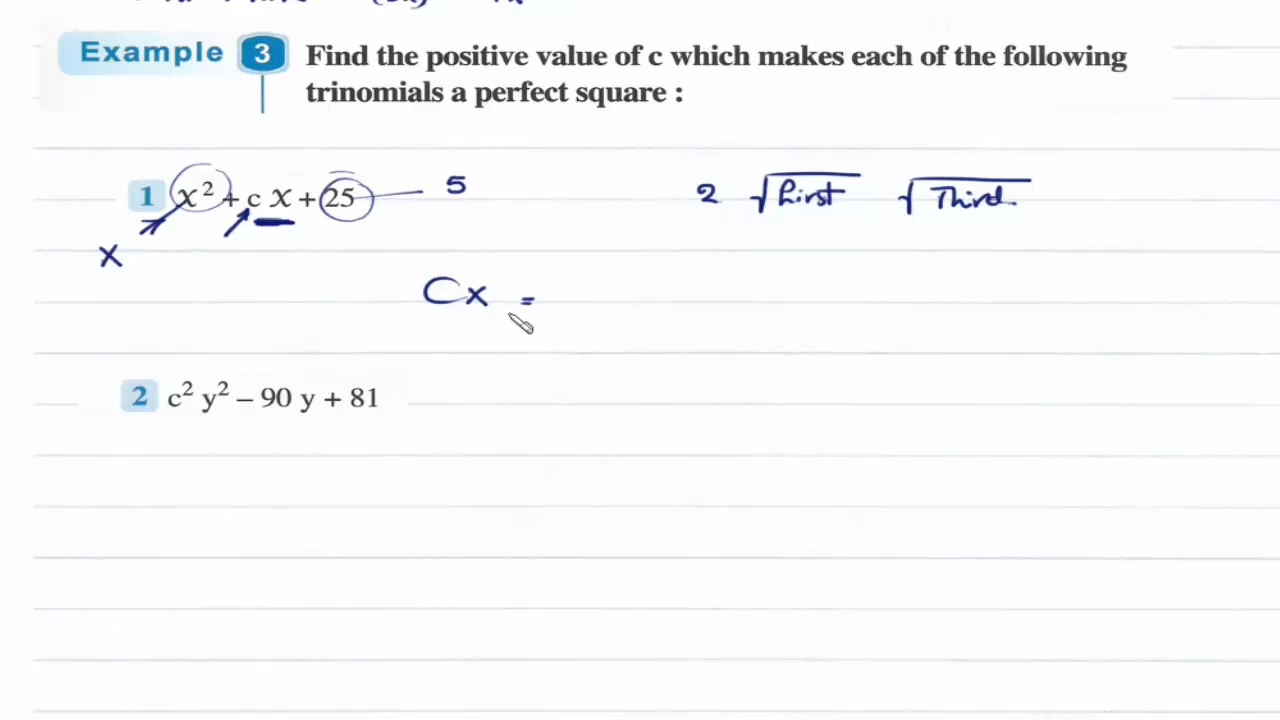 Example 3 Find the positive value of c which makes each of the following
trinomials a perfect square :
1 x² + c x + 25 5 2 √First √Third
x
Cx =
2 c² y² – 90 y + 81